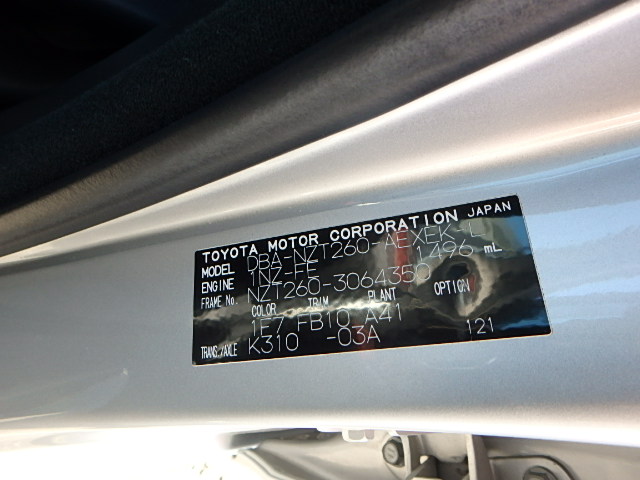 TOYOTA MOTOR CORPORATION JAPAN
MODEL DBA-NZT260-AEXEK L
ENGINE 1NZ-FE 1496 mL
FRAME No. NZT260-3064350
COLOR TRIM PLANT OPTION
1F7 FB10 A41
TRANS./AXLE K310 -03A 121